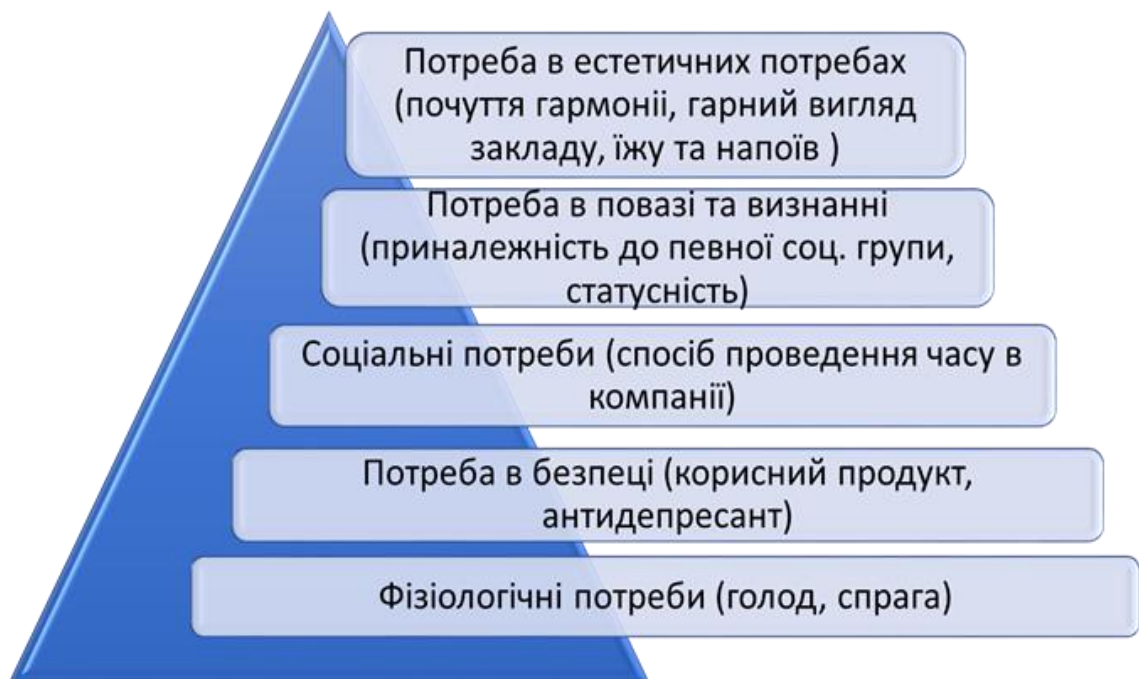 Потреба в естетичних потребах
(почуття гармоніі, гарний вигляд
закладу, їжу та напоїв )
Потреба в повазі та визнанні
(приналежність до певної соц. групи,
статусність)
Соціальні потреби (спосіб проведення часу в
компанії)
Потреба в безпеці (корисний продукт,
антидепресант)
Фізіологічні потреби (голод, спрага)